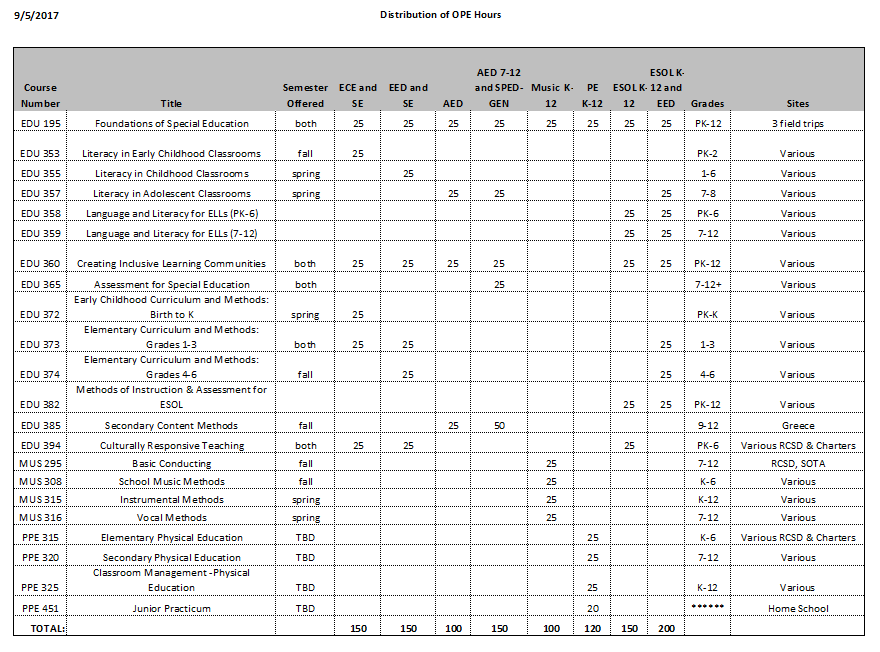 9/5/2017 Distribution of OPE Hours
AED 7-12 ESOL K-
Course Semester ECE and EED and and SPED- Music K- PE ESOL K- 12 and
Number Title Offered SE SE AED GEN 12 K-12 12 EED Grades Sites
EDU 195 Foundations of Special Education both 25 25 25 25 25 25 25 25 PK-12 3 field trips
EDU 353 Literacy in Early Childhood Classrooms fall 25 PK-2 Various
EDU 355 Literacy in Childhood Classrooms spring 25 1-6 Various
EDU 357 Literacy in Adolescent Classrooms spring 25 25 25 7-8 Various
EDU 358 Language and Literacy for ELLs (PK-6) 25 25 PK-6 Various
EDU 359 Language and Literacy for ELLs (7-12) 25 25 7-12 Various
EDU 360 Creating Inclusive Learning Communities both 25 25 25 25 25 25 PK-12 Various
EDU 365 Assessment for Special Education both 25 7-12+ Various
Early Childhood Curriculum and Methods:
EDU 372 Birth to K spring 25 PK-K Various
Elementary Curriculum and Methods:
EDU 373 Grades 1-3 both 25 25 25 1-3 Various
Elementary Curriculum and Methods:
EDU 374 Grades 4-6 fall 25 25 4-6 Various
Methods of Instruction & Assessment for
EDU 382 ESOL 25 25 PK-12 Various
EDU 385 Secondary Content Methods fall 25 50 9-12 Greece
EDU 394 Culturally Responsive Teaching both 25 25 25 PK-6 Various RCSD & Charters
MUS 295 Basic Conducting fall 25 7-12 RCSD, SOTA
MUS 308 School Music Methods fall 25 K-6 Various
MUS 315 Instrumental Methods spring 25 K-12 Various
MUS 316 Vocal Methods spring 25 7-12 Various
PPE 315 Elementary Physical Education TBD 25 K-6 Various RCSD & Charters
PPE 320 Secondary Physical Education TBD 25 7-12 Various
Classroom Management -Physical
PPE 325 Education TBD 25 K-12 Various
PPE 451 Junior Practicum TBD 20 ****** Home School
TOTAL: 150 150 100 150 100 120 150 200